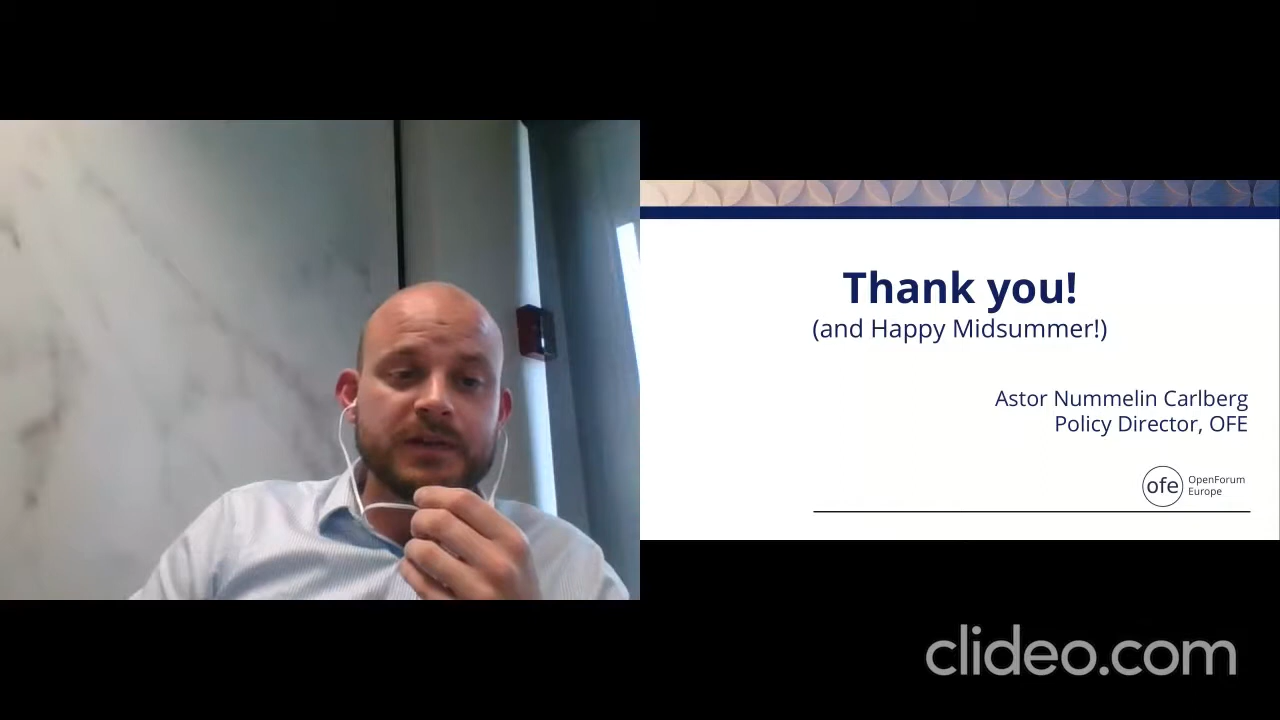 Thank you!
(and Happy Midsummer!)
Astor Nummelin Carlberg
Policy Director, OFE
ofe
OpenForum
Europe
clideo.com